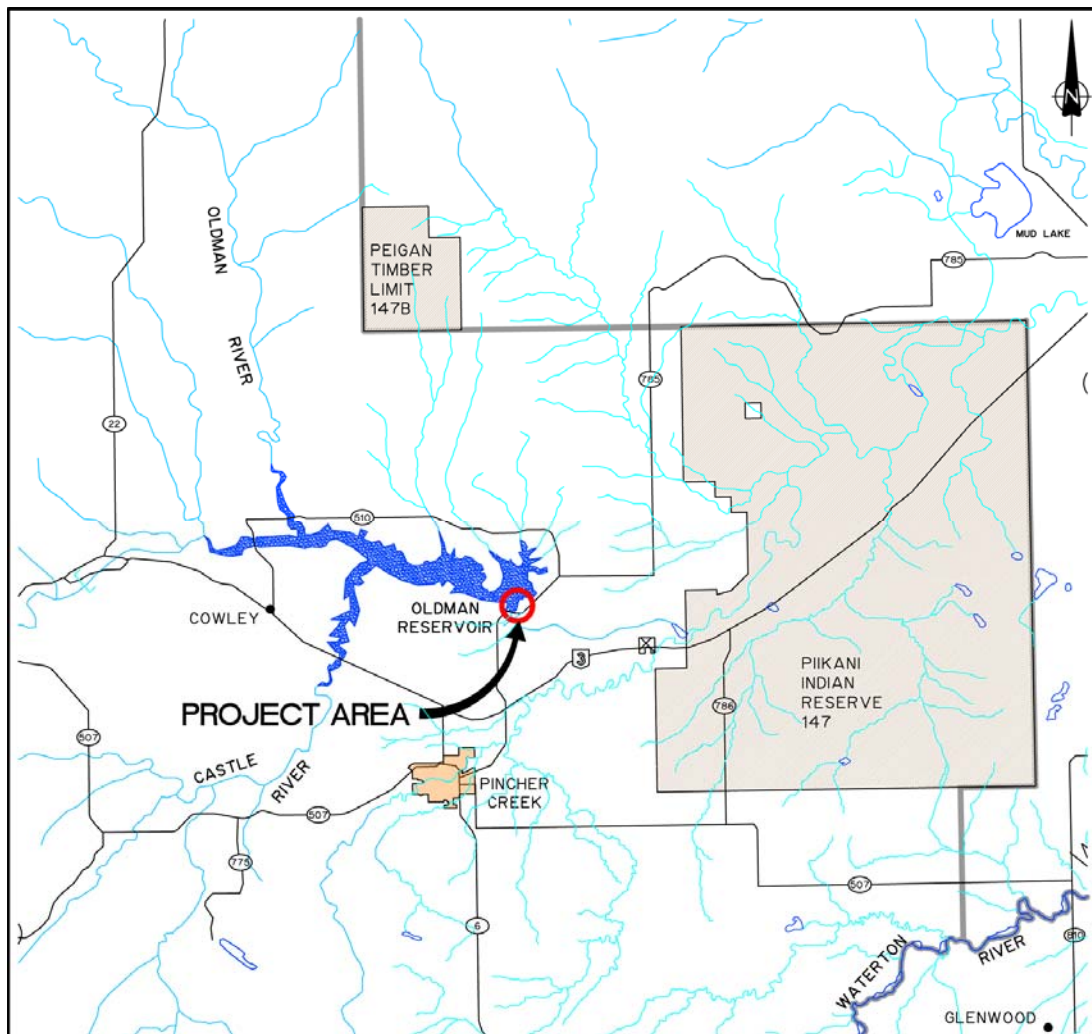 N
OLDMAN
RIVER
PEIGAN
TIMBER
LIMIT
147B
MUD LAKE
785
785
22
510
COWLEY
OLDMAN
RESERVOIR
3
PROJECT AREA
PIIKANI
INDIAN
RESERVE
147
786
507
CASTLE
RIVER
PINCHER
CREEK
507
775
507
6
WATERTON
RIVER
810
GLENWOOD